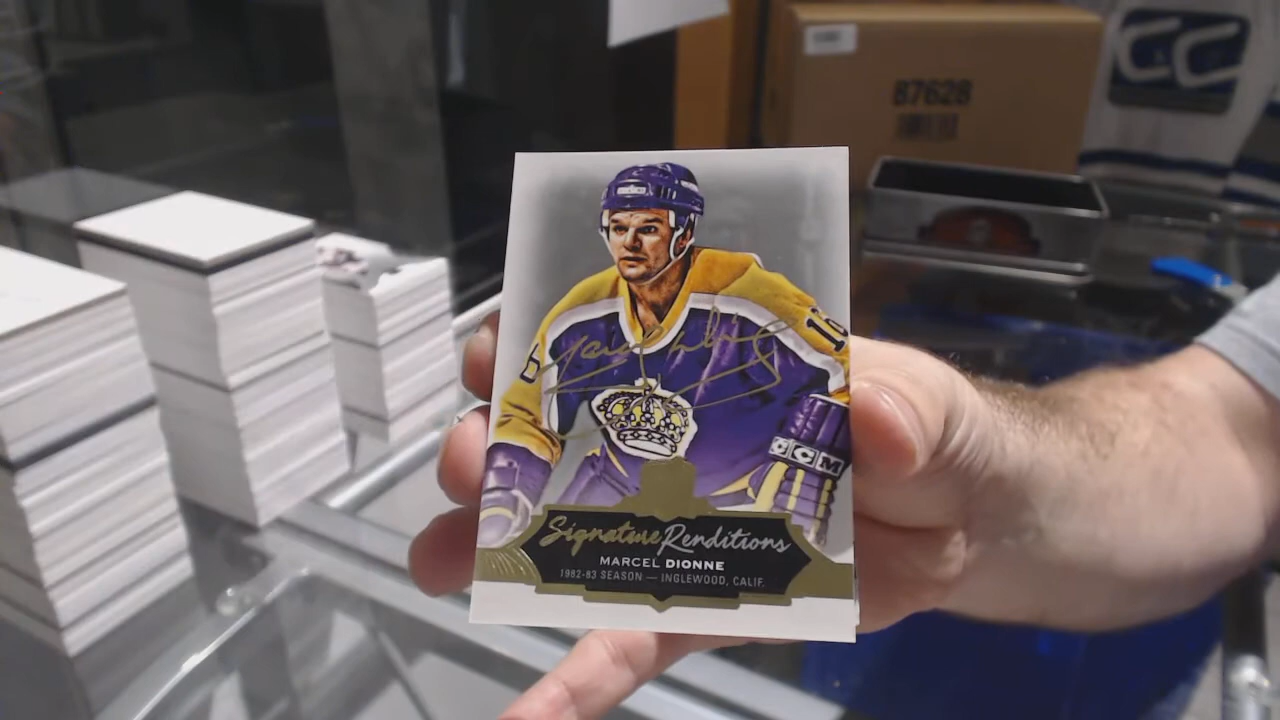 87628
16
CCM
Signature Renditions
MARCEL DIONNE
1982-83 SEASON — INGLEWOOD, CALIF.